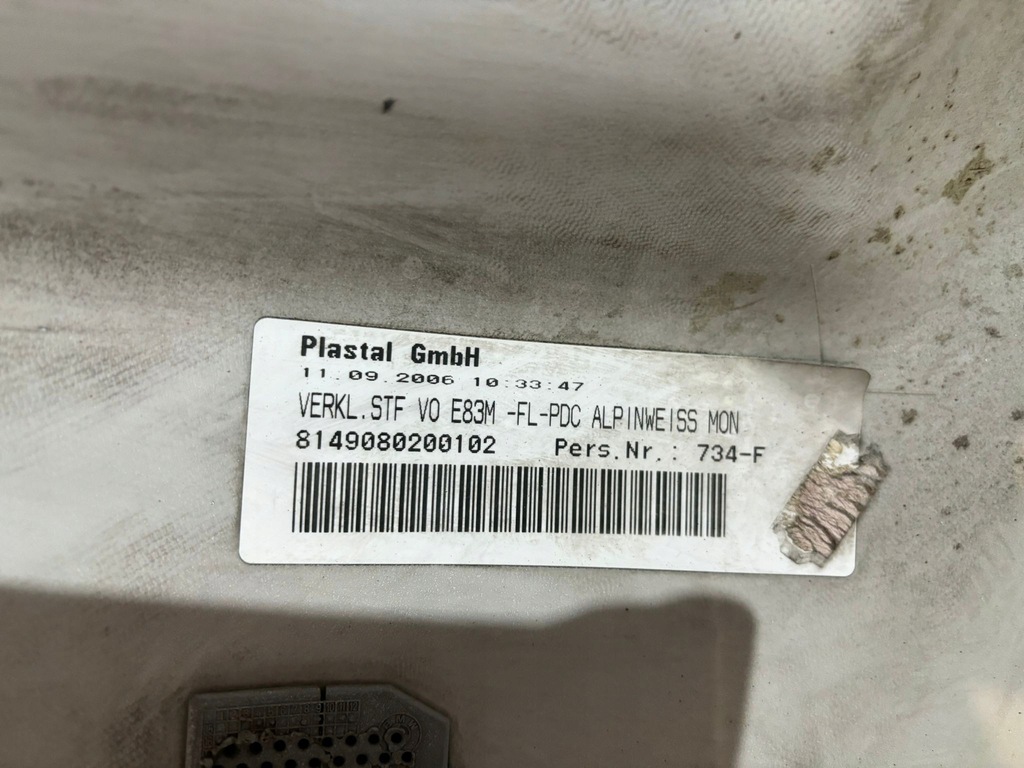 Plastal GmbH
11.09.2006 10:33:47
VERKL.STF VO E83M -FL-PDC ALPINWEISS MON
8149080200102 Pers.Nr.: 734-F